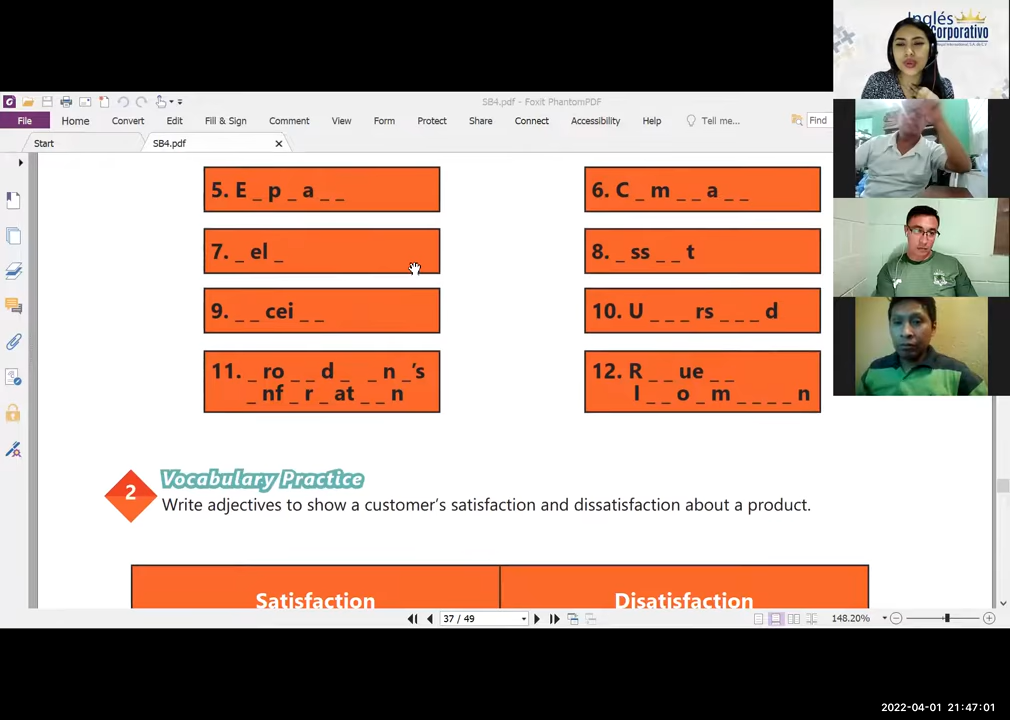 Inglés
Corporativo
SB4.pdf - Foxit PhantomPDF
File Home Convert Edit Fill & Sign Comment View Form Protect Share Connect Accessibility Help Tell me... Find
Start SB4.pdf
5. E _ p _ a _ _
6. C _ m _ _ a _ _
7. _ el _
8. _ ss _ _ t
9. _ _ cei _ _
10. U _ _ _ rs _ _ _ d
11. _ ro _ _ d _ _ n _'s
_ nf _ r _ at _ _ n
12. R _ _ ue _ _
I _ _ o _ m _ _ _ _ n
2
Vocabulary Practice
Write adjectives to show a customer's satisfaction and dissatisfaction about a product.
Satisfaction
Disatisfaction
37 / 49
148.20%
2022-04-01 21:47:01